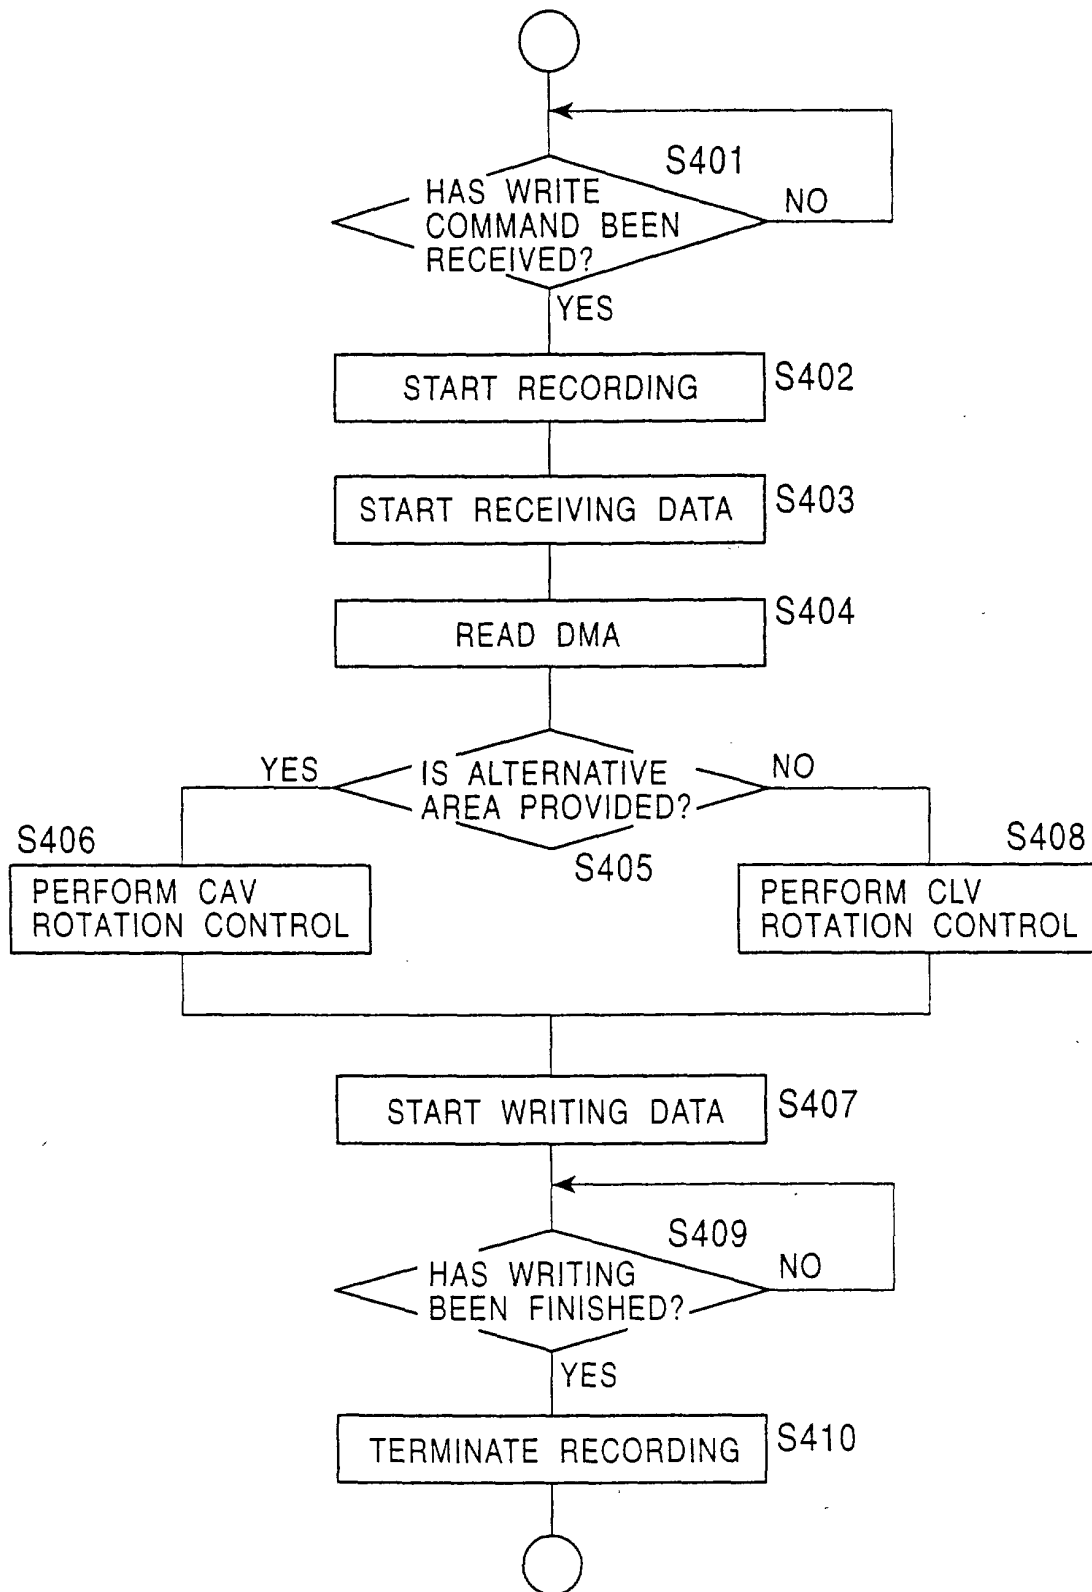 S401
HAS WRITE
COMMAND BEEN
RECEIVED?
NO
YES
START RECORDING
S402
START RECEIVING DATA
S403
READ DMA
S404
YES
IS ALTERNATIVE
AREA PROVIDED?
NO
S405
S406
PERFORM CAV
ROTATION CONTROL
S408
PERFORM CLV
ROTATION CONTROL
START WRITING DATA
S407
S409
HAS WRITING
BEEN FINISHED?
NO
YES
TERMINATE RECORDING
S410